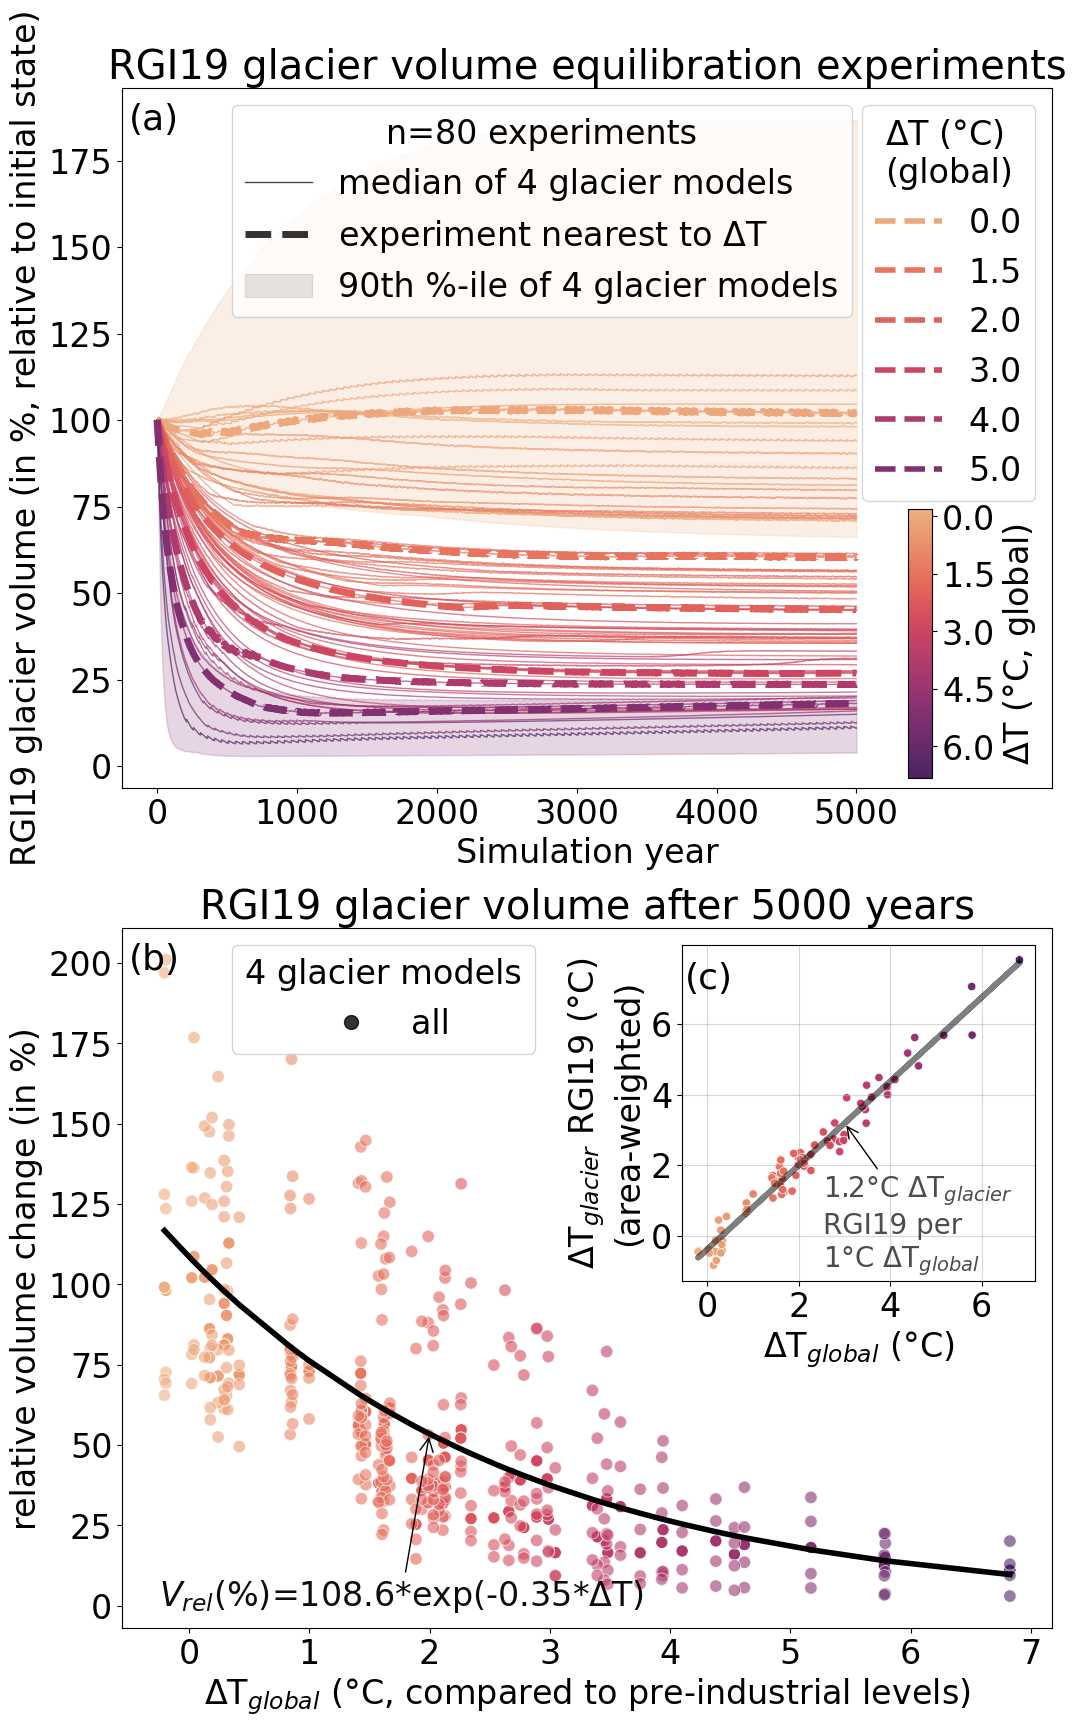 RGI19 glacier volume equilibration experiments
(a)
RGI19 glacier volume (in %, relative to initial state)
175
150
125
100
75
50
25
0
n=80 experiments
median of 4 glacier models
experiment nearest to ΔT
90th %-ile of 4 glacier models
ΔT (°C)
(global)
0.0
1.5
2.0
3.0
4.0
5.0
0.0
1.5
3.0
4.5
6.0
ΔT (°C, global)
0 1000 2000 3000 4000 5000
Simulation year
RGI19 glacier volume after 5000 years
(b)
relative volume change (in %)
200
175
150
125
100
75
50
25
0
4 glacier models
all
V_rel(%)=108.6*exp(-0.35*ΔT)
0 1 2 3 4 5 6 7
ΔT_global (°C, compared to pre-industrial levels)
(c)
ΔT_glacier RGI19 (°C)
(area-weighted)
6
4
2
0
1.2°C ΔT_glacier
RGI19 per
1°C ΔT_global
0 2 4 6
ΔT_global (°C)